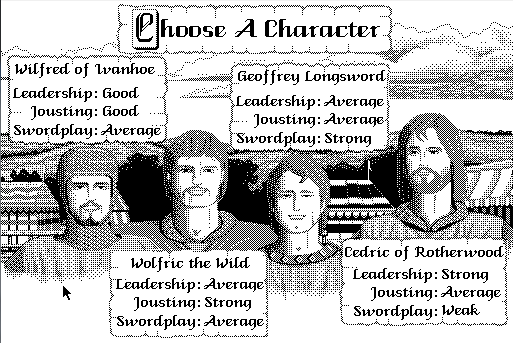 Choose A Character
Wilfred of Ivanhoe
Leadership: Good
Jousting: Good
Swordplay: Average
Geoffrey Longsword
Leadership: Average
Jousting: Average
Swordplay: Strong
Wolfric the Wild
Leadership: Average
Jousting: Strong
Swordplay: Average
Cedric of Rotherwood
Leadership: Strong
Jousting: Average
Swordplay: Weak